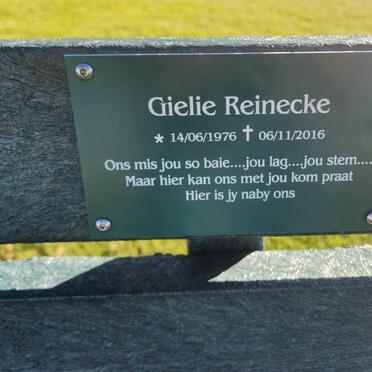 Gielie Reinecke
* 14/06/1976 ✝ 06/11/2016
Ons mis jou so baie....jou lag....jou stem....
Maar hier kan ons met jou kom praat
Hier is jy naby ons